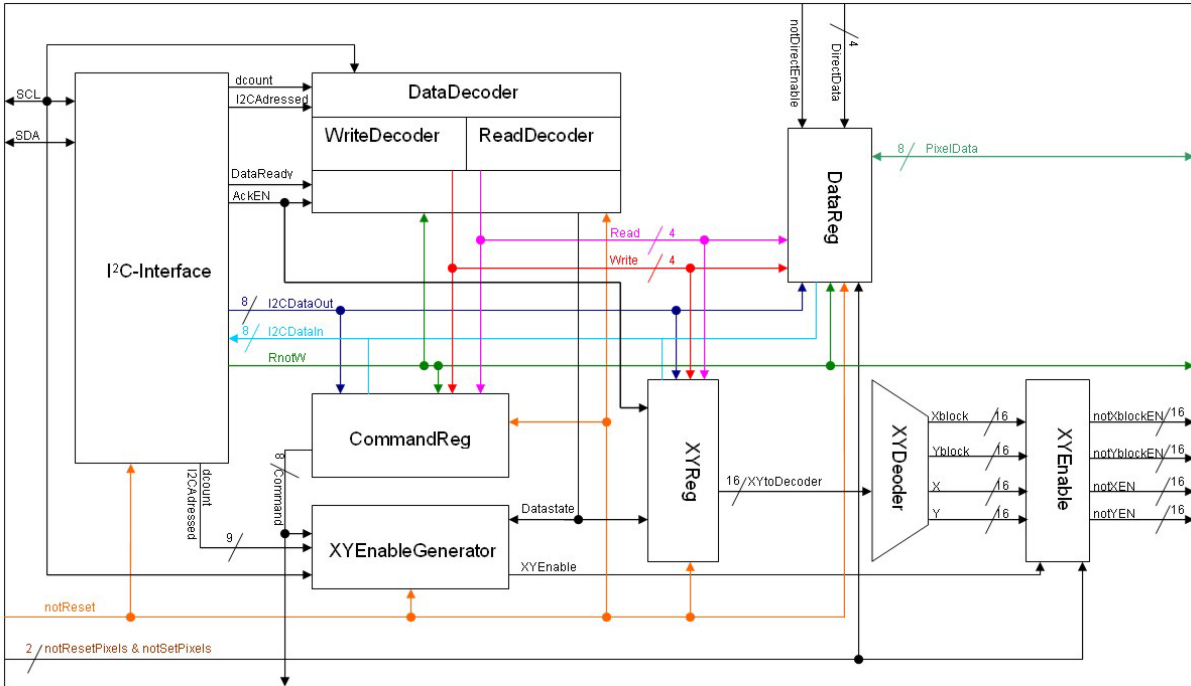 notDirectEnable
4
DirectData
SCL
SDA
dcount
I2CAdressed
DataDecoder
WriteDecoder
ReadDecoder
DataReady
AckEN
I²C-Interface
DataReg
8
PixelData
Read
4
Write
4
8
I2CDataOut
8
I2CDataIn
RnotW
CommandReg
8
Command
dcount
I2CAdressed
9
XYEnableGenerator
Datastate
XYEnable
XYReg
16
XYtoDecoder
XYDeoder
Xblock
16
Yblock
16
X
16
Y
16
XYEnable
notXblockEN
16
notYblockEN
16
notXEN
16
notYEN
16
notReset
2
notResetPixels & notSetPixels